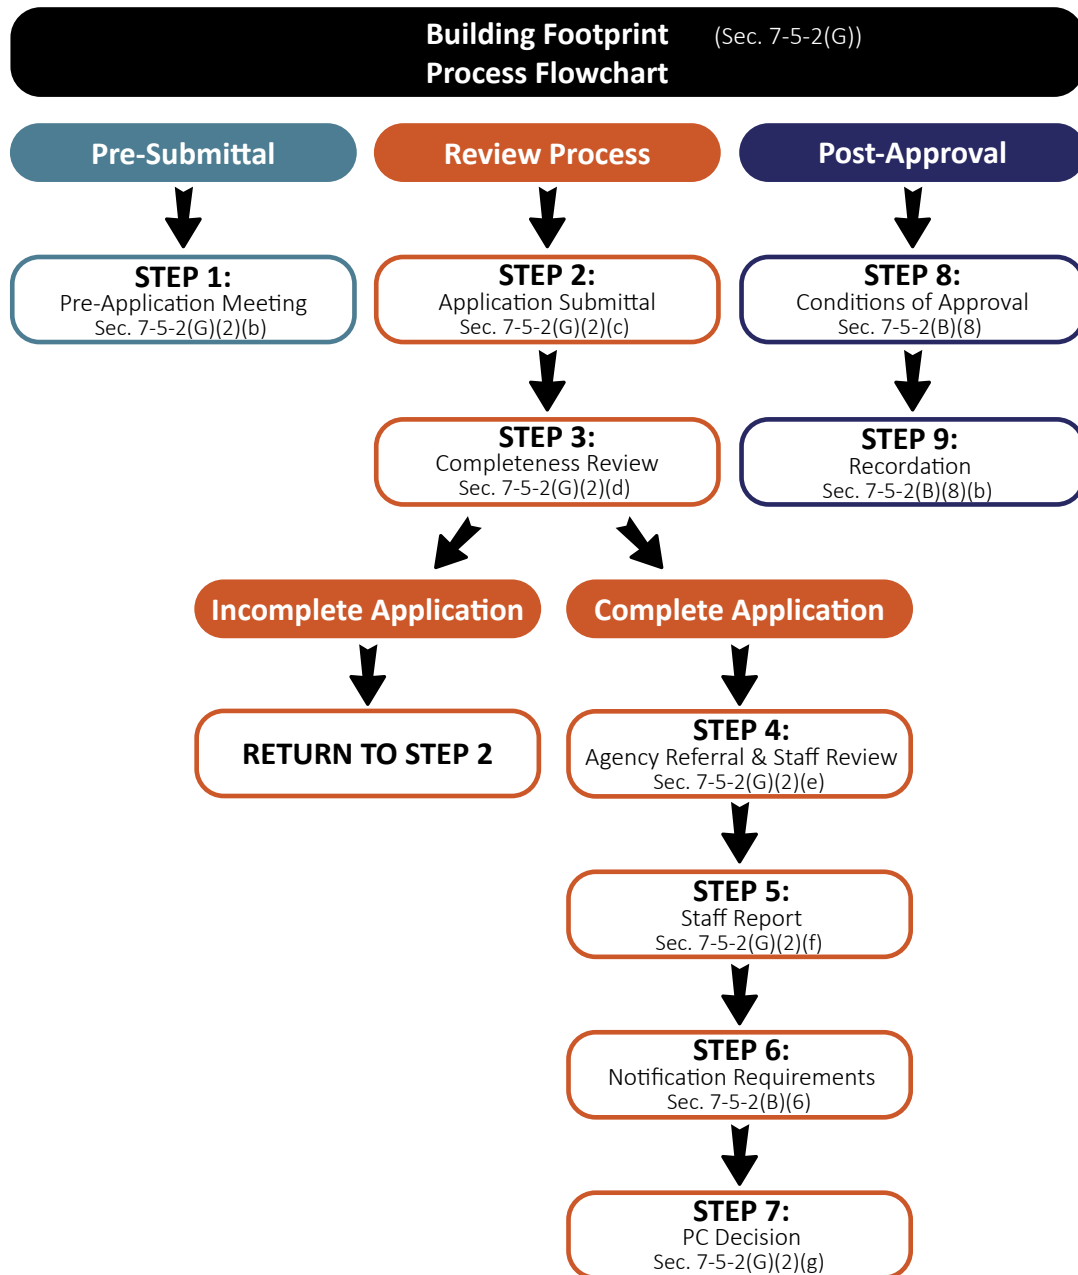 Building Footprint (Sec. 7-5-2(G))
Process Flowchart
Pre-Submittal
STEP 1:
Pre-Application Meeting
Sec. 7-5-2(G)(2)(b)
Review Process
STEP 2:
Application Submittal
Sec. 7-5-2(G)(2)(c)
STEP 3:
Completeness Review
Sec. 7-5-2(G)(2)(d)
Incomplete Application
RETURN TO STEP 2
Complete Application
STEP 4:
Agency Referral & Staff Review
Sec. 7-5-2(G)(2)(e)
STEP 5:
Staff Report
Sec. 7-5-2(G)(2)(f)
STEP 6:
Notification Requirements
Sec. 7-5-2(B)(6)
STEP 7:
PC Decision
Sec. 7-5-2(G)(2)(g)
Post-Approval
STEP 8:
Conditions of Approval
Sec. 7-5-2(B)(8)
STEP 9:
Recordation
Sec. 7-5-2(B)(8)(b)